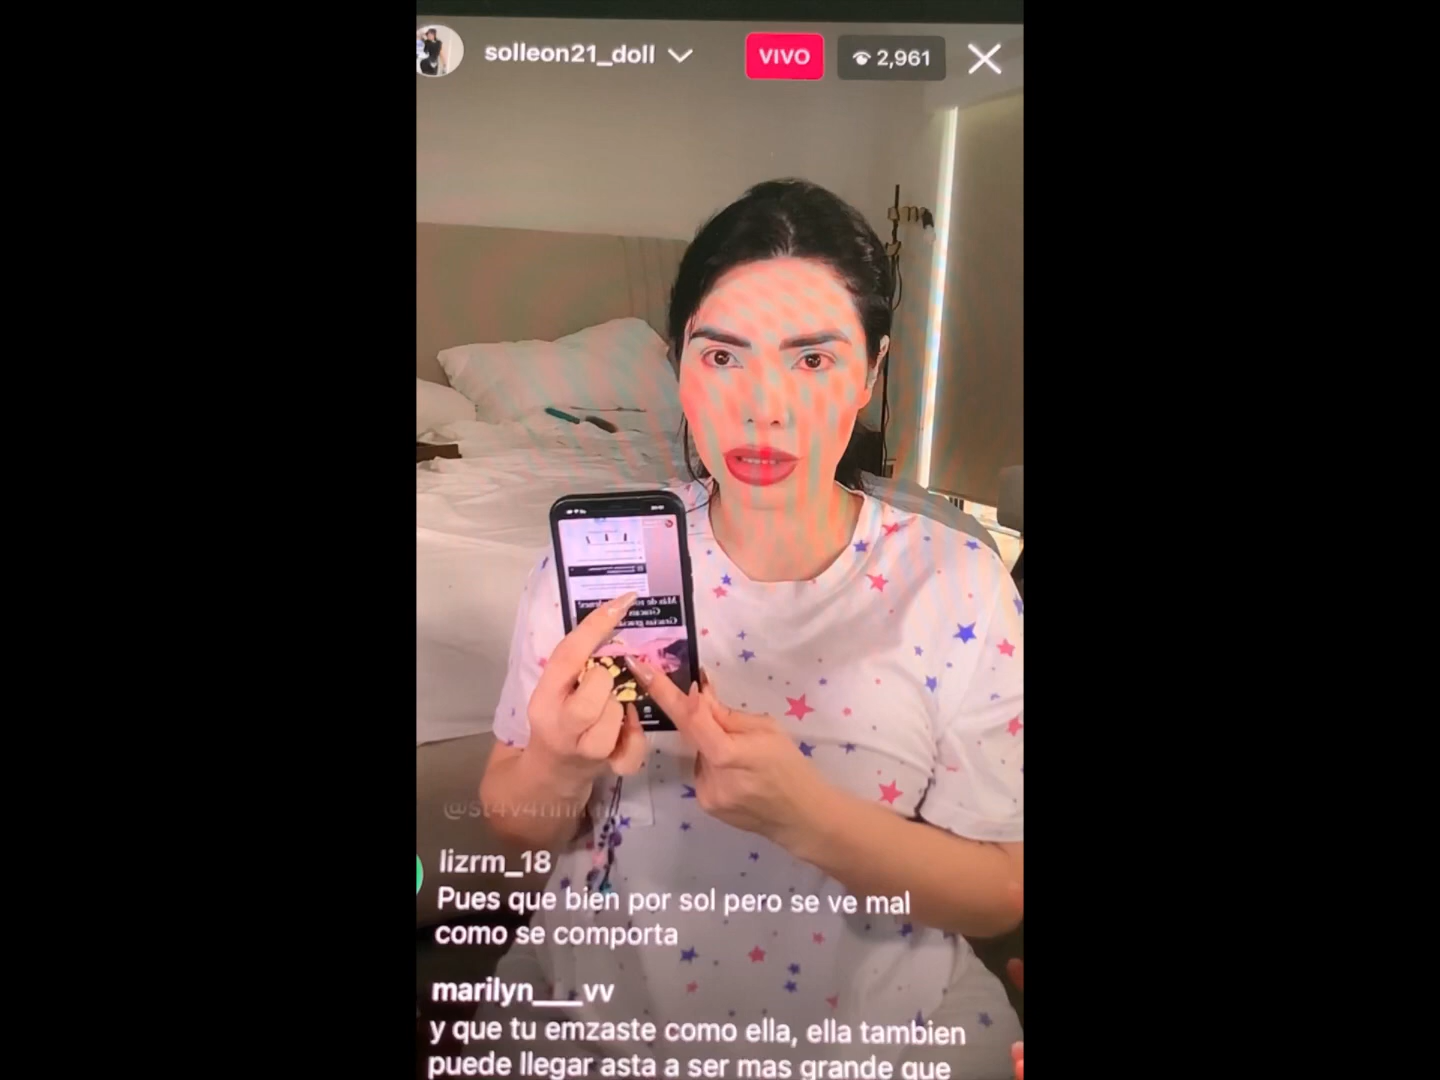 solleon21_doll
VIVO
2,961
lizrm_18
Pues que bien por sol pero se ve mal
como se comporta
marilyn___vv
y que tu emzaste como ella, ella tambien
puede llegar asta a ser mas grande que